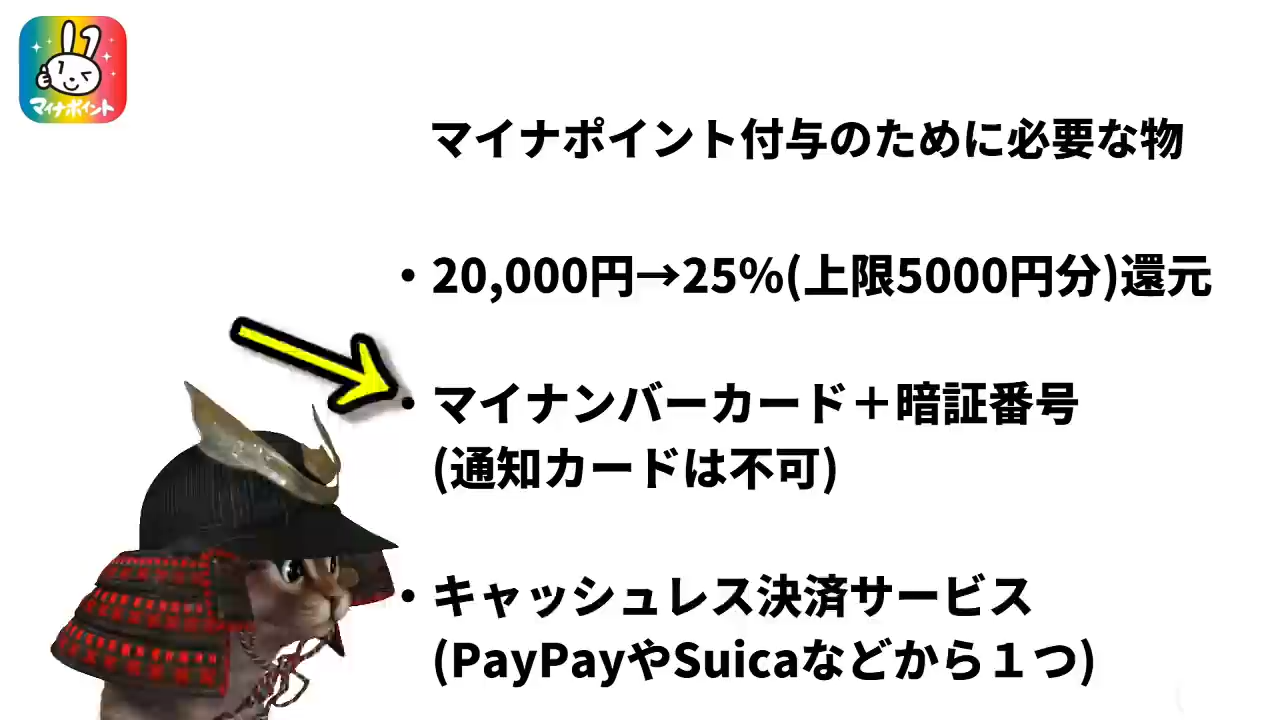 マイナポイント
マイナポイント付与のために必要な物
・20,000円→25%(上限5000円分)還元
・マイナンバーカード＋暗証番号
(通知カードは不可)
・キャッシュレス決済サービス
(PayPayやSuicaなどから１つ)